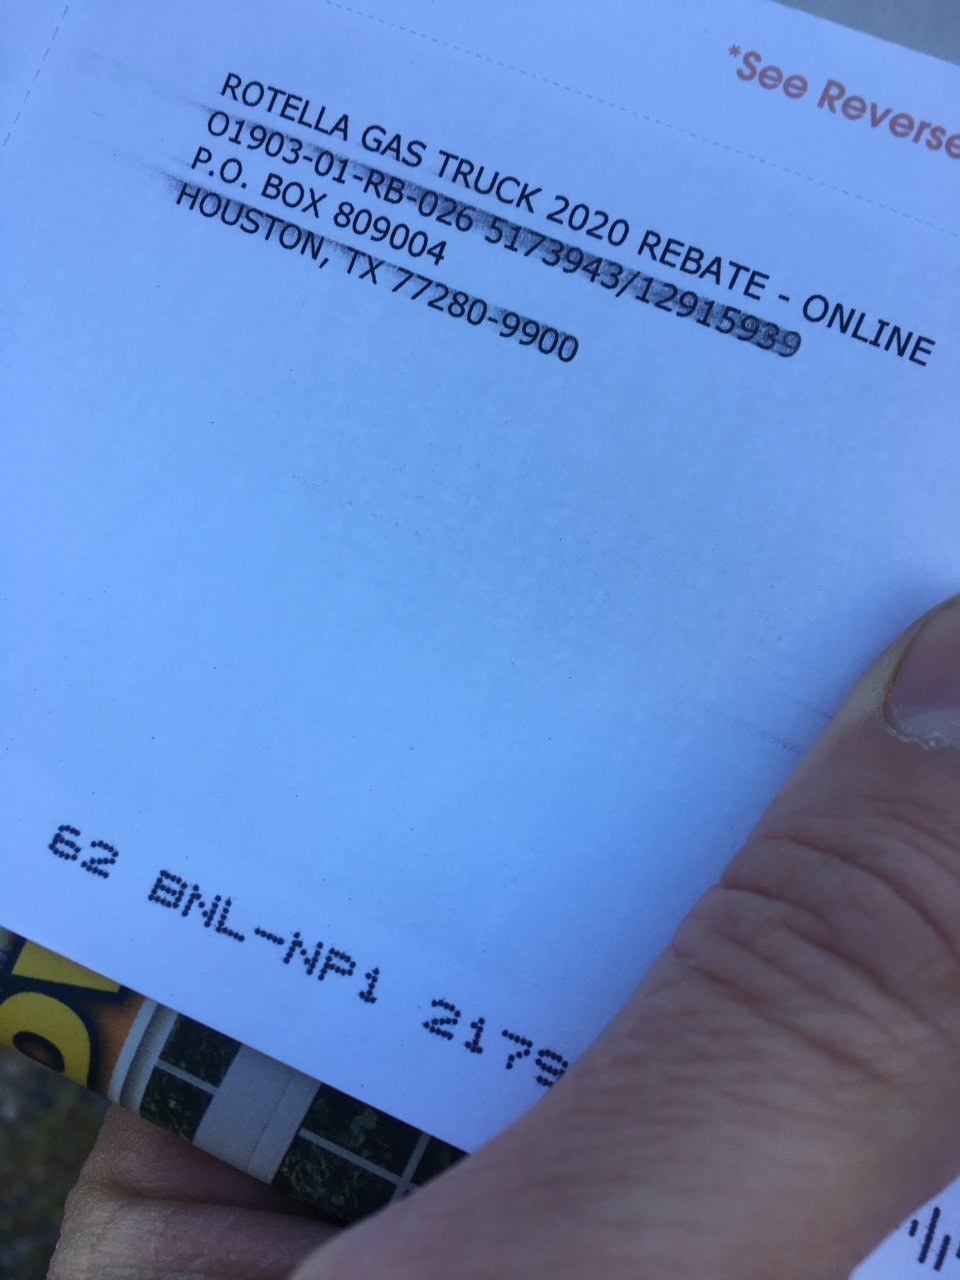 *See Reverse
ROTELLA GAS TRUCK 2020 REBATE - ONLINE
O1903-01-RB-026 5173943/12915939
P.O. BOX 809004
HOUSTON, TX 77280-9900
62 BNL-NP1 2179